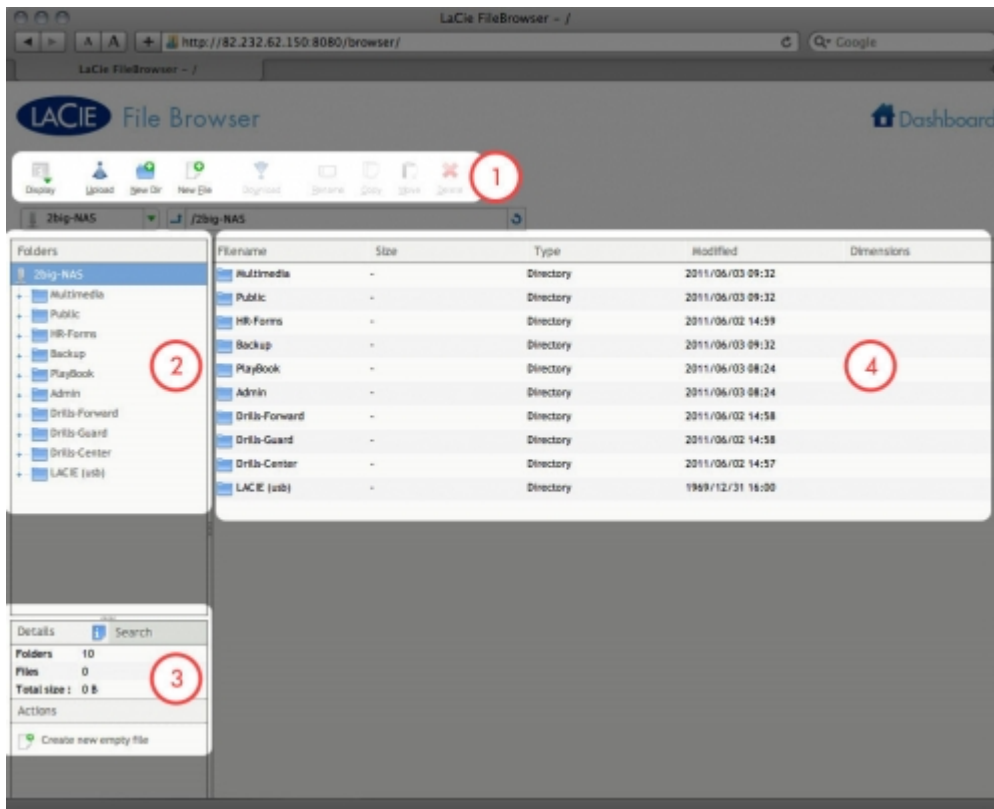 LaCie FileBrowser - /
A A + http://82.232.62.150:8080/browser/ Google
LaCie FileBrowser - /
LACIE File Browser Dashboard
Display Upload New Dir New File Download Rename Copy Move Delete 1
2big-NAS /2big-NAS
Folders
2big-NAS
Multimedia
Public
HR-Forms
Backup
PlayBook
Admin
Drills-Forward
Drills-Guard
Drills-Center
LACIE (usb)
2
Filename Size Type Modified Dimensions
Multimedia - Directory 2011/06/03 09:32
Public - Directory 2011/06/03 09:32
HR-Forms - Directory 2011/06/02 14:59
Backup - Directory 2011/06/03 09:32
PlayBook - Directory 2011/06/03 08:24
Admin - Directory 2011/06/03 08:24
Drills-Forward - Directory 2011/06/02 14:58
Drills-Guard - Directory 2011/06/02 14:58
Drills-Center - Directory 2011/06/02 14:57
LACIE (usb) - Directory 1969/12/31 16:00
4
Details Search
Folders 10
Files 0
Total size : 0 B
3
Actions
Create new empty file